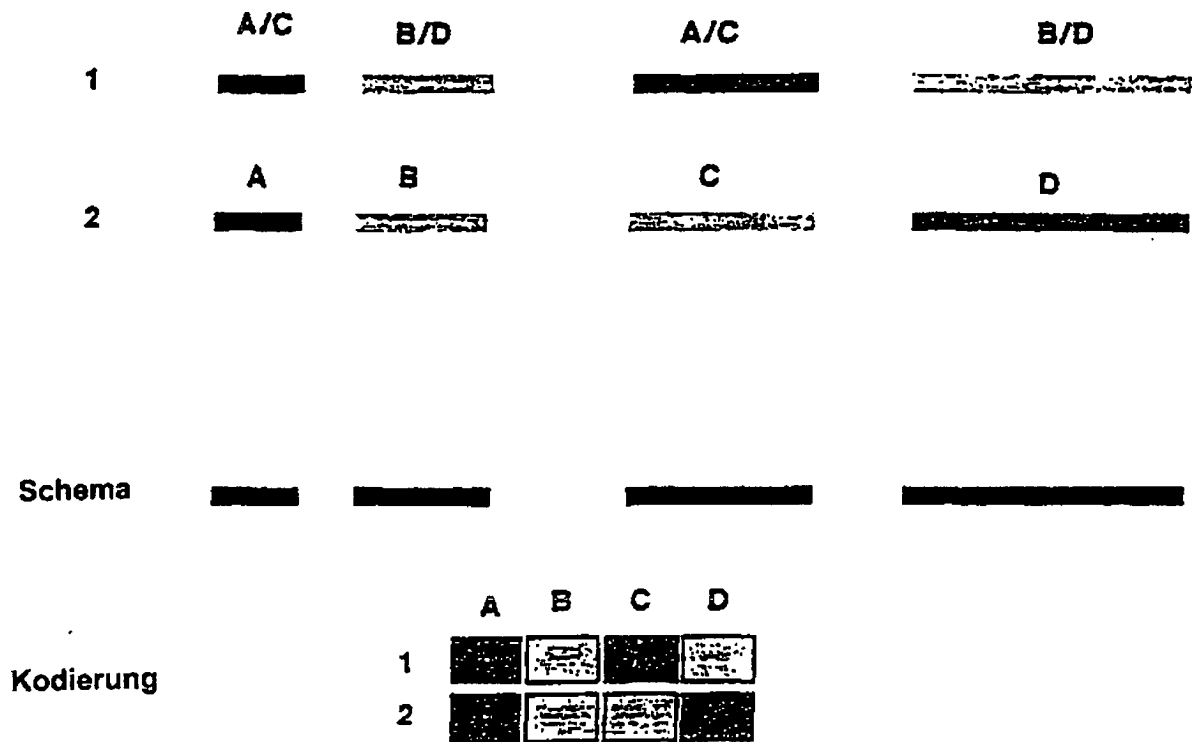 A/C B/D A/C B/D
1
A B C D
2
Schema
A B C D
1
Kodierung
2